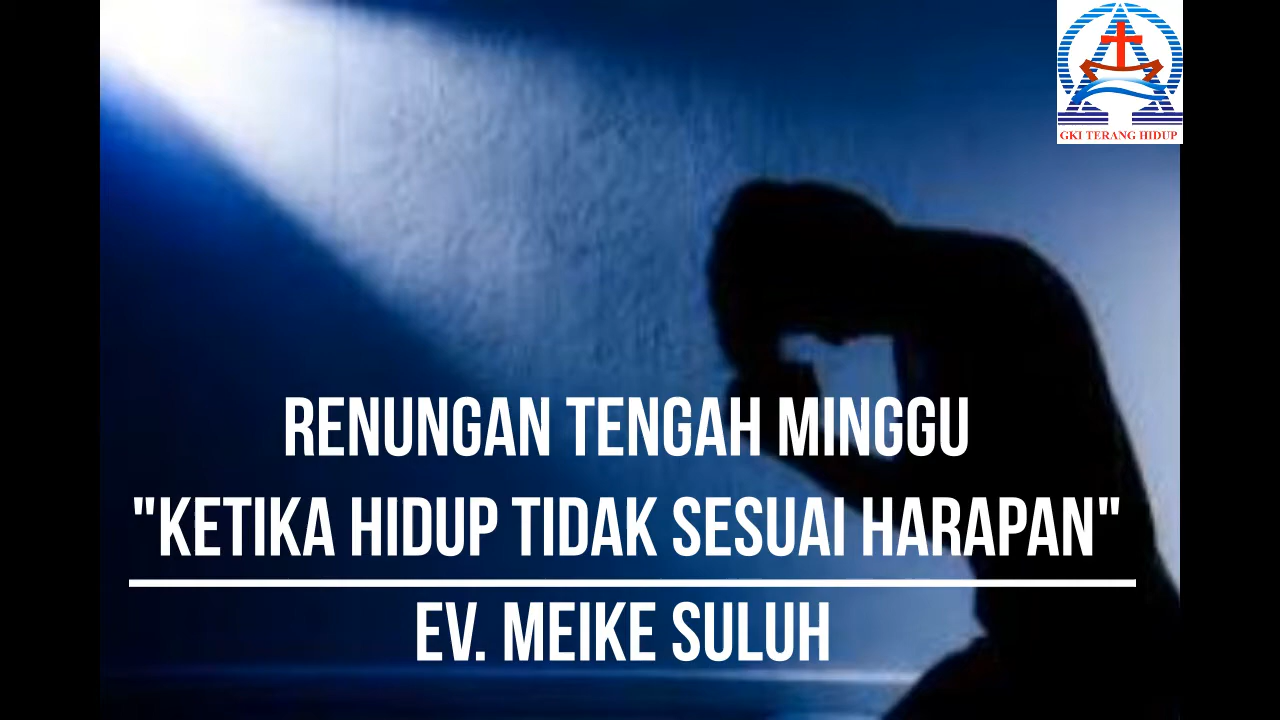 GKI TERANG HIDUP
RENUNGAN TENGAH MINGGU
"KETIKA HIDUP TIDAK SESUAI HARAPAN"
EV. MEIKE SULUH